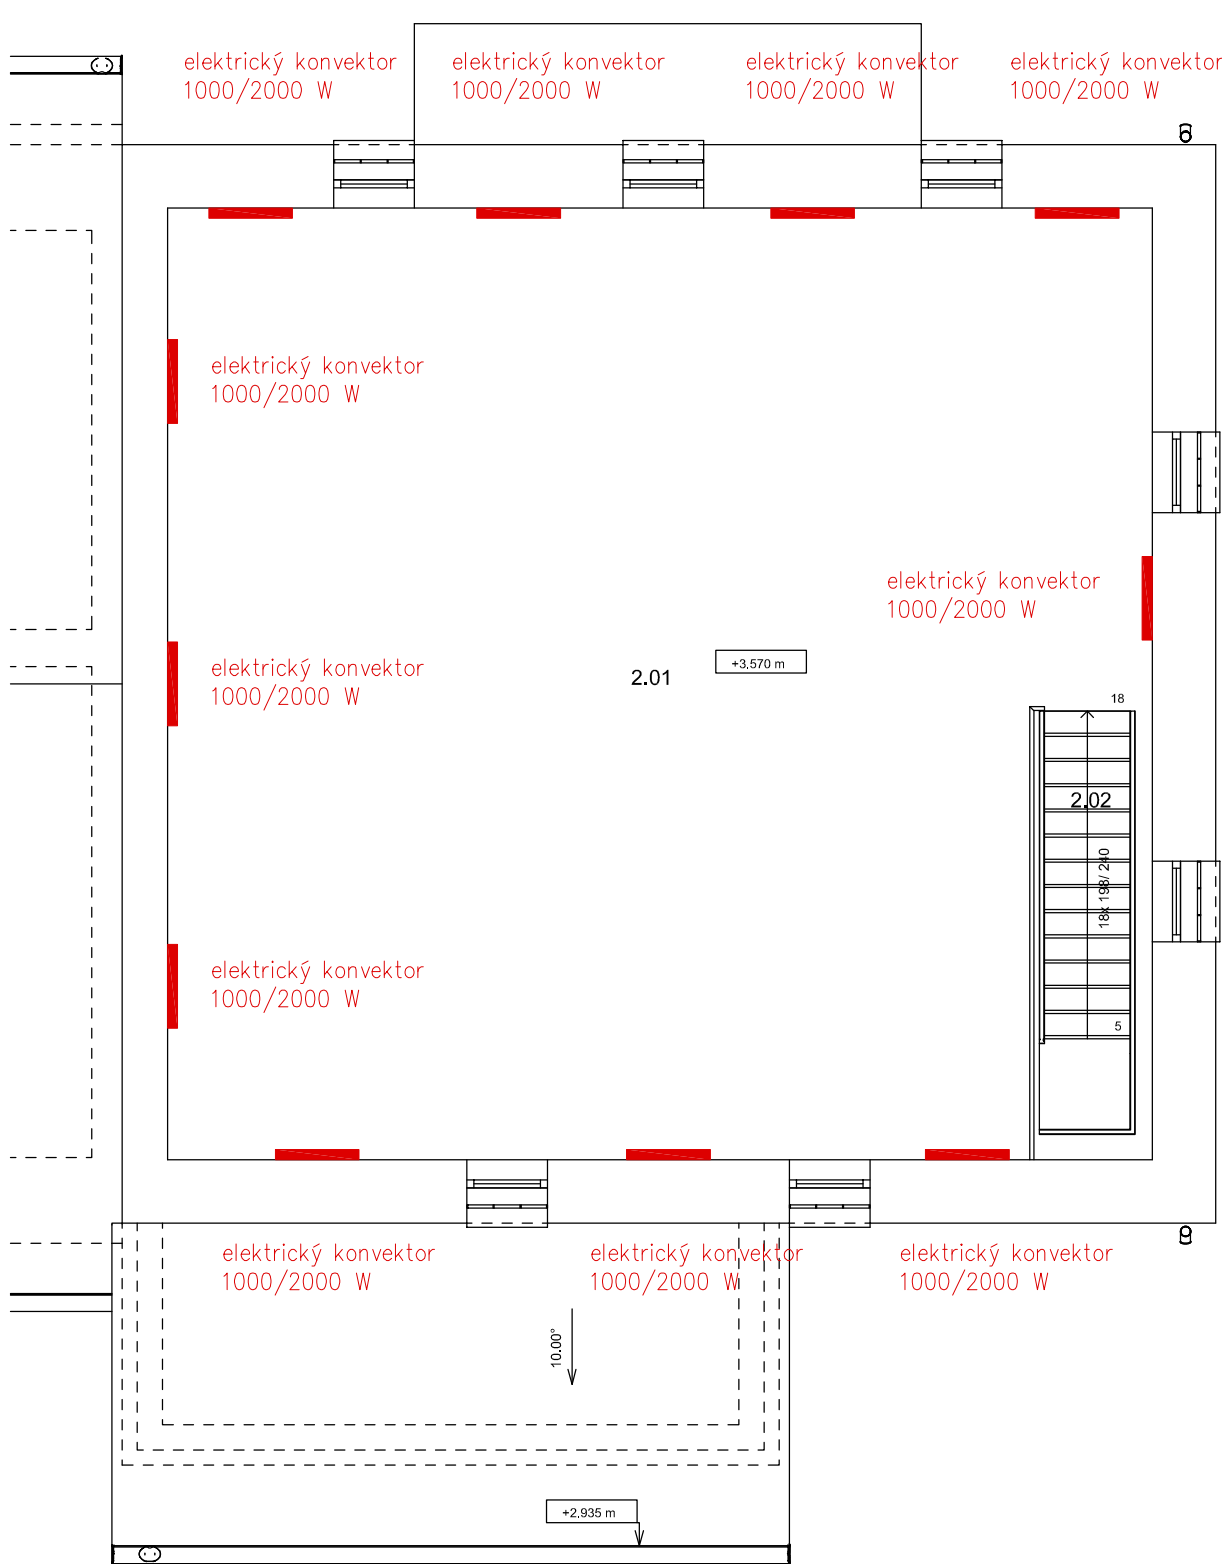 elektrický konvektor
1000/2000 W
elektrický konvektor
1000/2000 W
elektrický konvektor
1000/2000 W
elektrický konvektor
1000/2000 W
elektrický konvektor
1000/2000 W
elektrický konvektor
1000/2000 W
elektrický konvektor
1000/2000 W
2.01
+3,570 m
18
2.02
18x 198/ 240
5
elektrický konvektor
1000/2000 W
elektrický konvektor
1000/2000 W
elektrický konvektor
1000/2000 W
elektrický konvektor
1000/2000 W
10.00°
+2,935 m